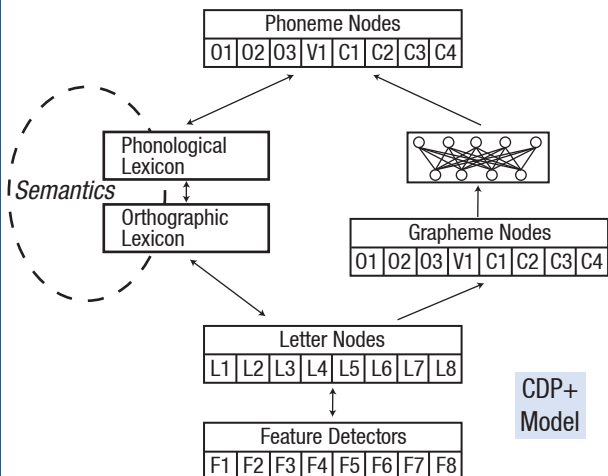 Phoneme Nodes
O1 O2 O3 V1 C1 C2 C3 C4
Phonological
Lexicon
Semantics
Orthographic
Lexicon
Grapheme Nodes
O1 O2 O3 V1 C1 C2 C3 C4
Letter Nodes
L1 L2 L3 L4 L5 L6 L7 L8
CDP+
Model
Feature Detectors
F1 F2 F3 F4 F5 F6 F7 F8